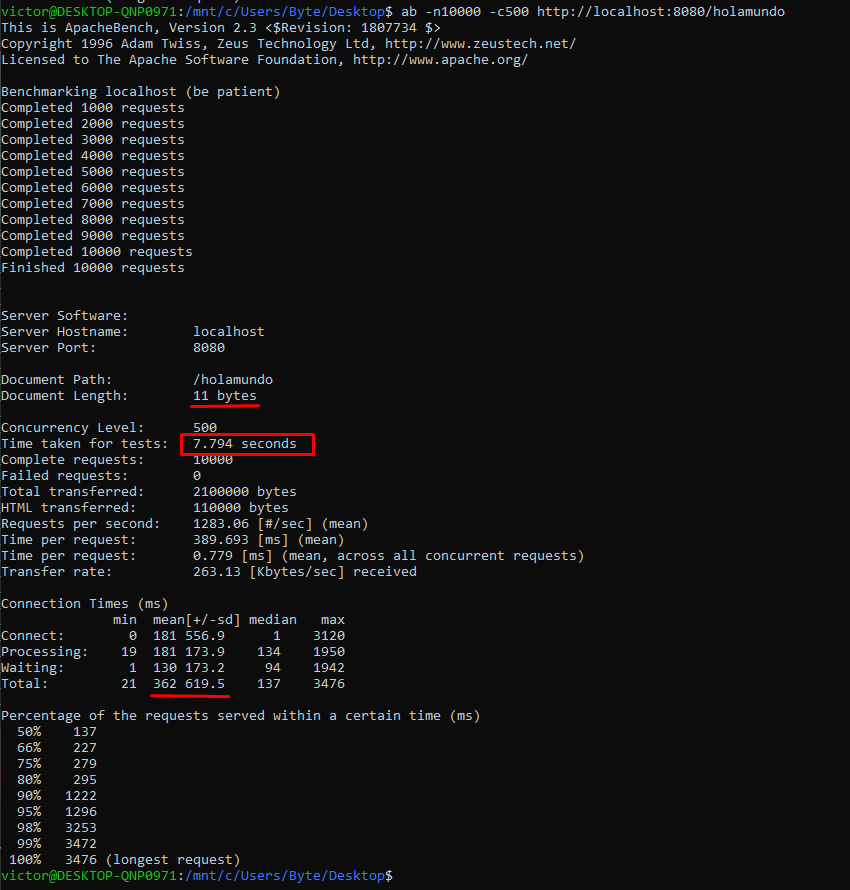 victor@DESKTOP-QNP0971:/mnt/c/Users/Byte/Desktop$ ab -n10000 -c500 http://localhost:8080/holamundo
This is ApacheBench, Version 2.3 <$Revision: 1807734 $>
Copyright 1996 Adam Twiss, Zeus Technology Ltd, http://www.zeustech.net/
Licensed to The Apache Software Foundation, http://www.apache.org/

Benchmarking localhost (be patient)
Completed 1000 requests
Completed 2000 requests
Completed 3000 requests
Completed 4000 requests
Completed 5000 requests
Completed 6000 requests
Completed 7000 requests
Completed 8000 requests
Completed 9000 requests
Completed 10000 requests
Finished 10000 requests


Server Software:
Server Hostname:        localhost
Server Port:            8080

Document Path:          /holamundo
Document Length:        11 bytes

Concurrency Level:      500
Time taken for tests:   7.794 seconds
Complete requests:      10000
Failed requests:        0
Total transferred:      2100000 bytes
HTML transferred:       110000 bytes
Requests per second:    1283.06 [#/sec] (mean)
Time per request:       389.693 [ms] (mean)
Time per request:       0.779 [ms] (mean, across all concurrent requests)
Transfer rate:          263.13 [Kbytes/sec] received

Connection Times (ms)
              min  mean[+/-sd] median   max
Connect:        0  181 556.9      1    3120
Processing:    19  181 173.9    134    1950
Waiting:        1  130 173.2     94    1942
Total:         21  362 619.5    137    3476

Percentage of the requests served within a certain time (ms)
  50%    137
  66%    227
  75%    279
  80%    295
  90%   1222
  95%   1296
  98%   3253
  99%   3472
 100%   3476 (longest request)
victor@DESKTOP-QNP0971:/mnt/c/Users/Byte/Desktop$